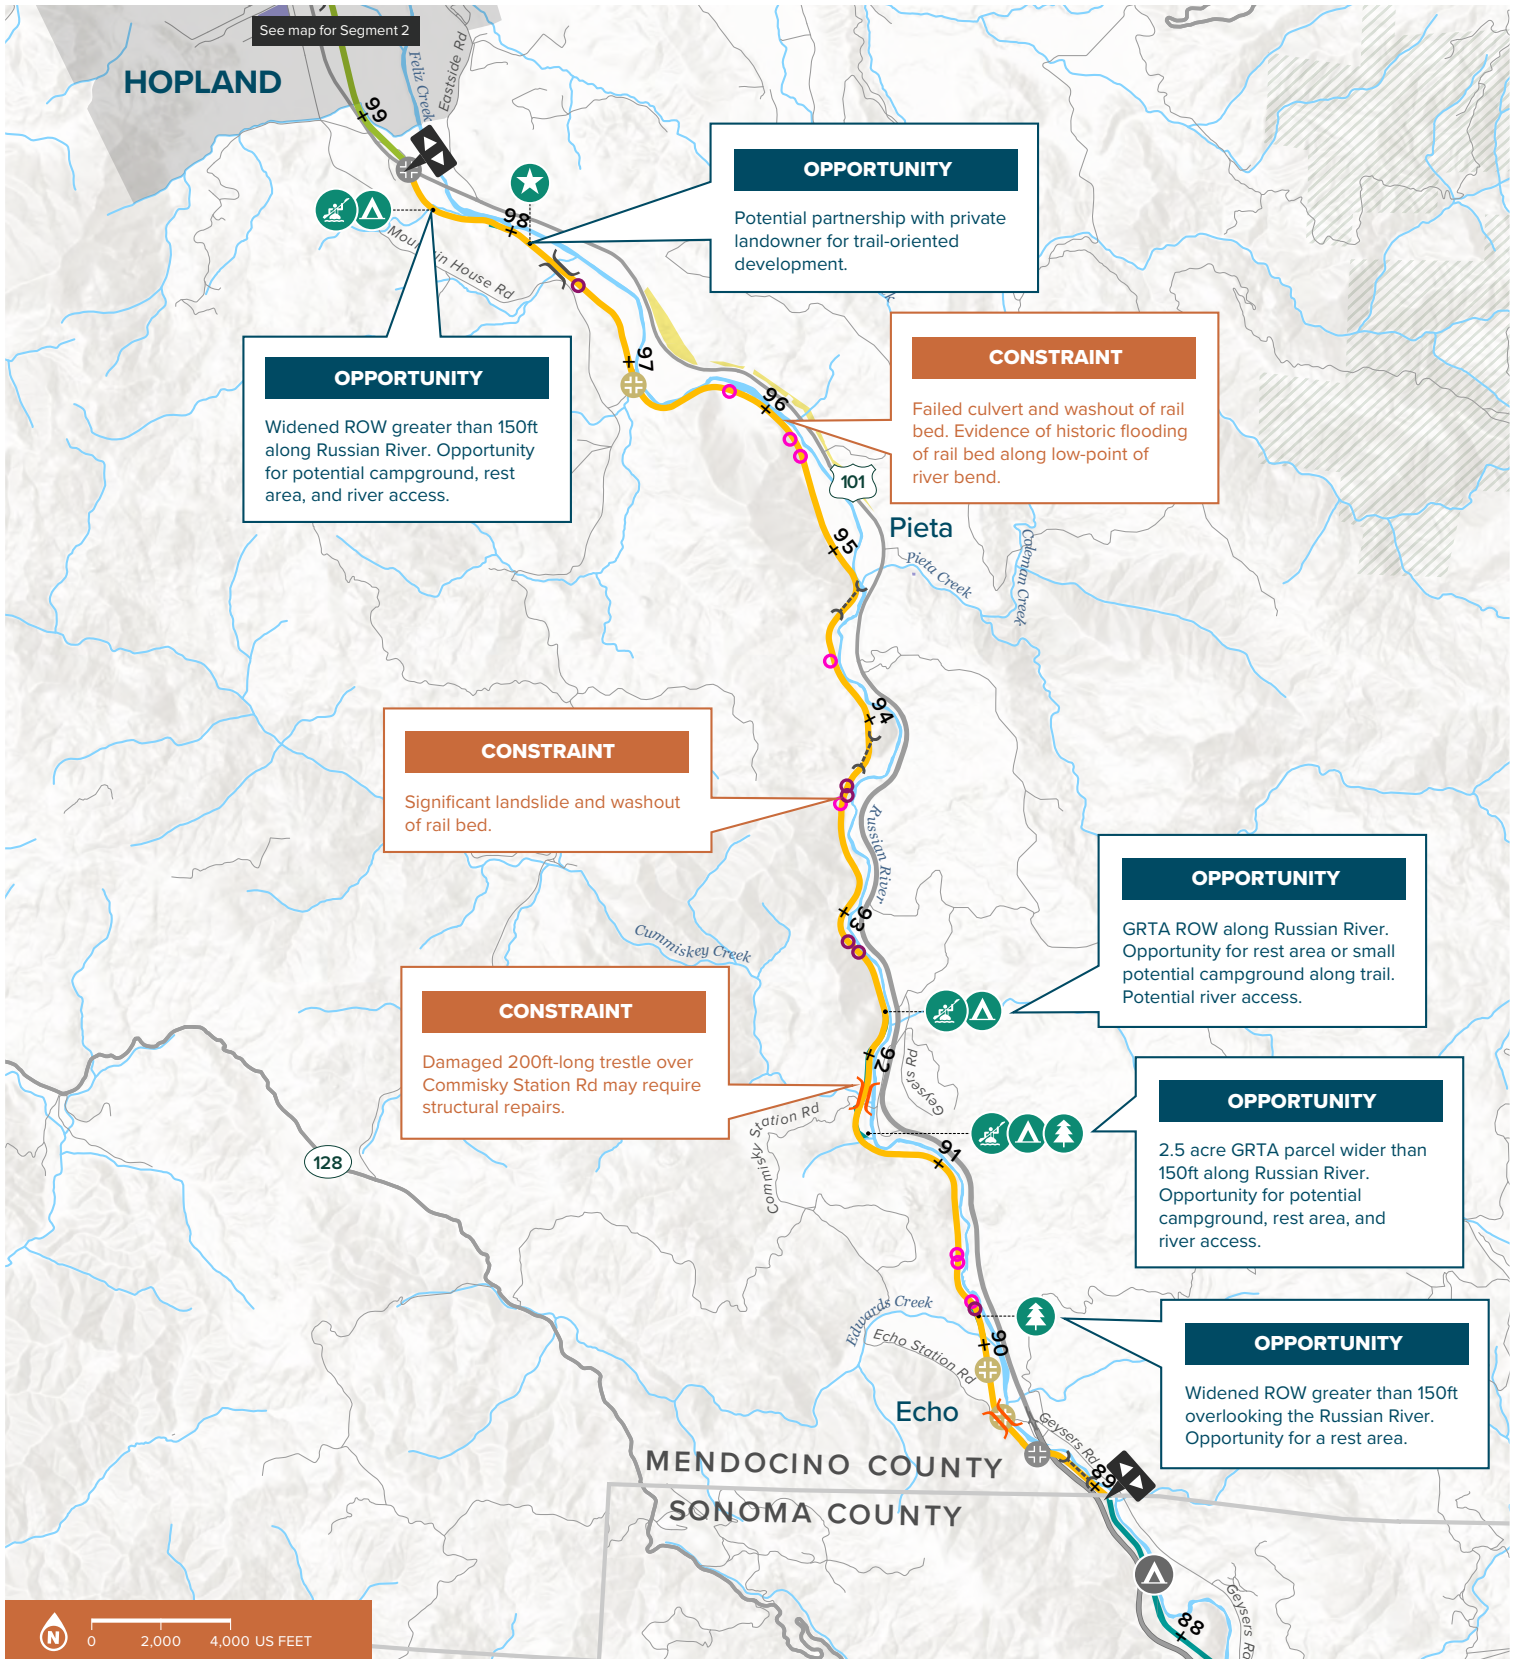 See map for Segment 2
HOPLAND
Feliz Creek
Eastside Rd
99
98
Mountain House Rd
OPPORTUNITY
Potential partnership with private
landowner for trail-oriented
development.
OPPORTUNITY
Widened ROW greater than 150ft
along Russian River. Opportunity
for potential campground, rest
area, and river access.
97
96
CONSTRAINT
Failed culvert and washout of rail
bed. Evidence of historic flooding
of rail bed along low-point of
river bend.
101
Pieta
95
Pieta Creek
Coleman Creek
94
CONSTRAINT
Significant landslide and washout
of rail bed.
Russian River
93
Cummiskey Creek
OPPORTUNITY
GRTA ROW along Russian River.
Opportunity for rest area or small
potential campground along trail.
Potential river access.
CONSTRAINT
Damaged 200ft-long trestle over
Commisky Station Rd may require
structural repairs.
92
Geysers Rd
Commisky Station Rd
OPPORTUNITY
2.5 acre GRTA parcel wider than
150ft along Russian River.
Opportunity for potential
campground, rest area, and
river access.
91
128
Edwards Creek
Echo Station Rd
90
OPPORTUNITY
Widened ROW greater than 150ft
overlooking the Russian River.
Opportunity for a rest area.
Echo
Geysers Rd
89
MENDOCINO COUNTY
SONOMA COUNTY
Geysers Rd
88
N
0 2,000 4,000 US FEET